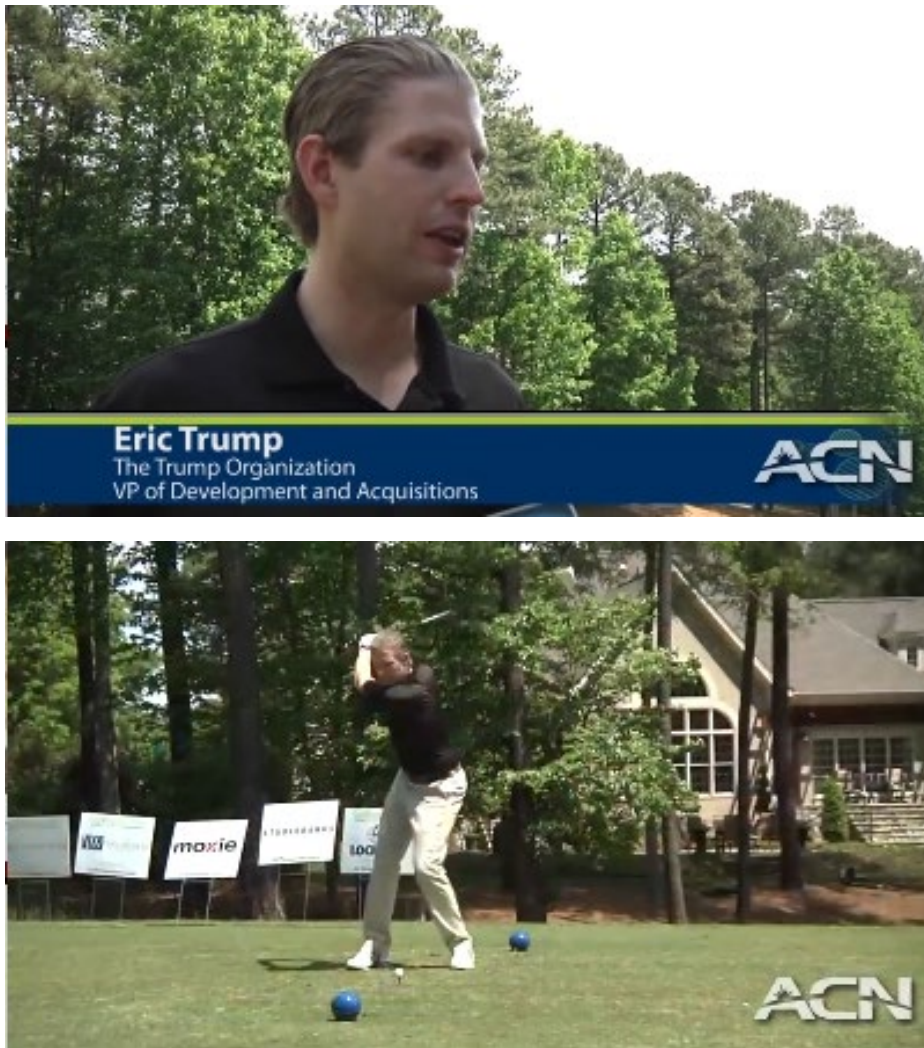 Eric Trump
The Trump Organization
VP of Development and Acquisitions
ACN
moxie
ACN